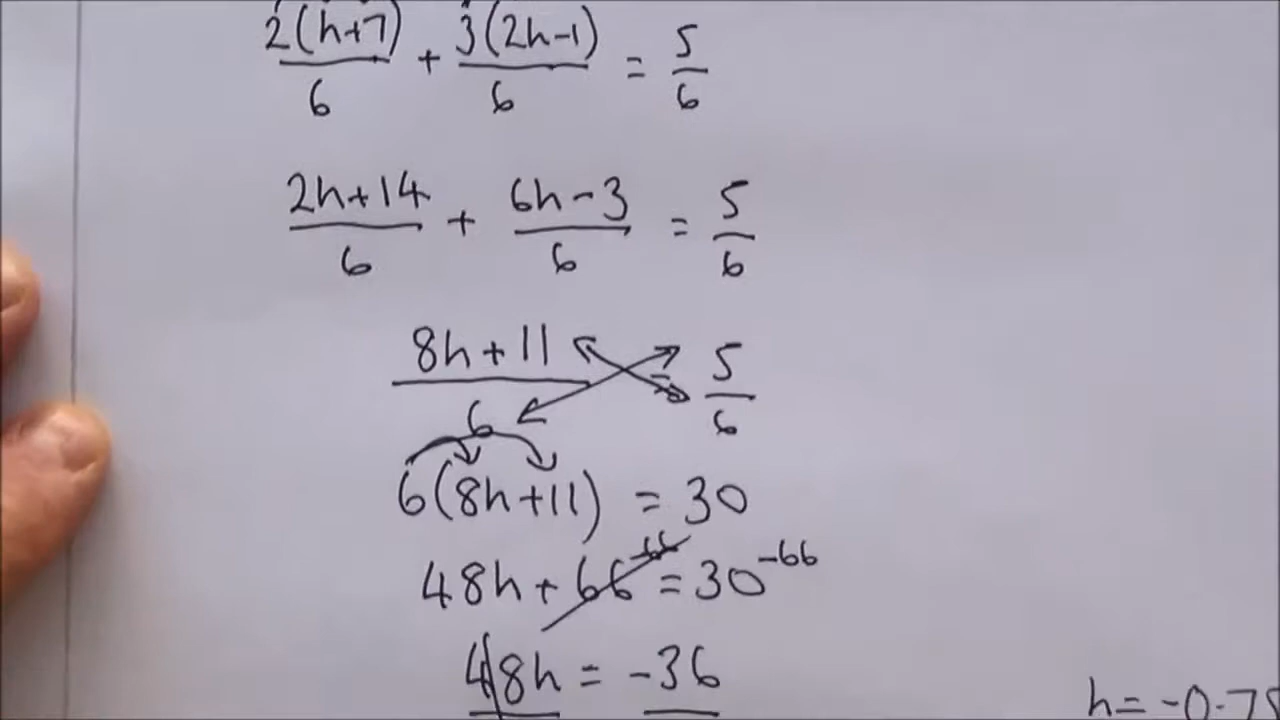 2(h+7)/6 + 3(2h-1)/6 = 5/6
2h+14/6 + 6h-3/6 = 5/6
8h+11/6 = 5/6
6(8h+11) = 30
48h+66-66 = 30-66
48h = -36
h = -0.75